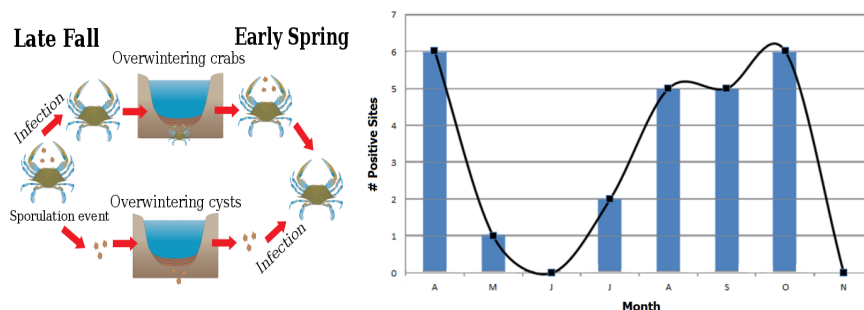 Late Fall
Early Spring
Overwintering crabs
Infection
Sporulation event
Overwintering cysts
Infection
# Positive Sites
7
6
5
4
3
2
1
0
A M J J A S O N
Month